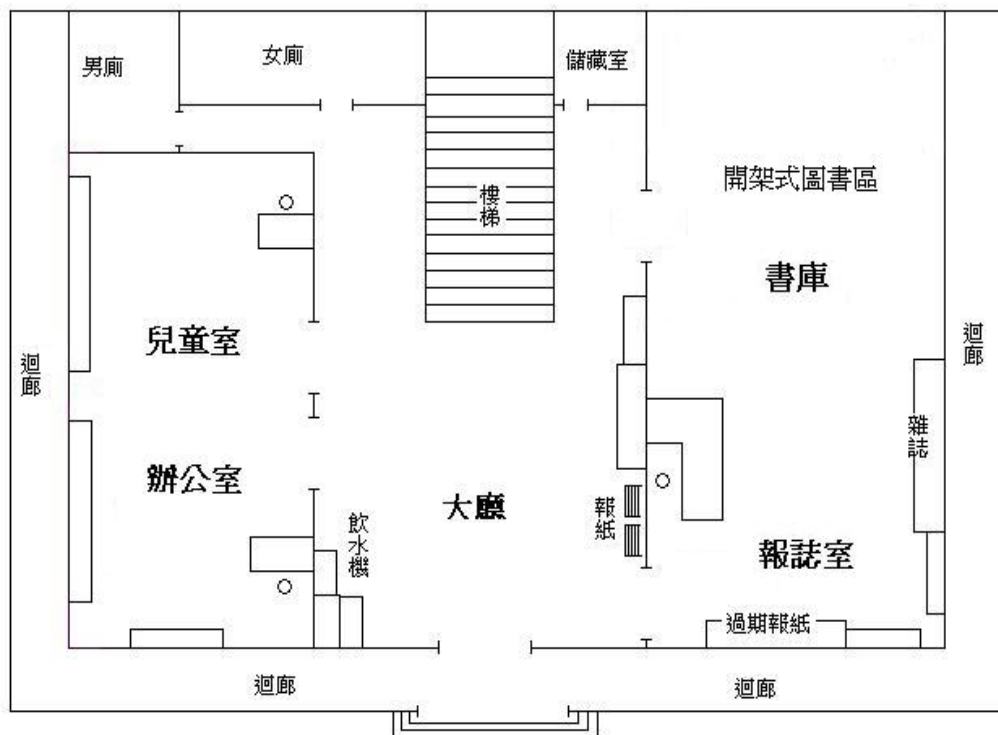 男廁
女廁
儲藏室
樓梯
開架式圖書區
書庫
兒童室
迴廊
迴廊
雜誌
辦公室
大廳
報紙
飲水機
報誌室
過期報紙
迴廊
迴廊